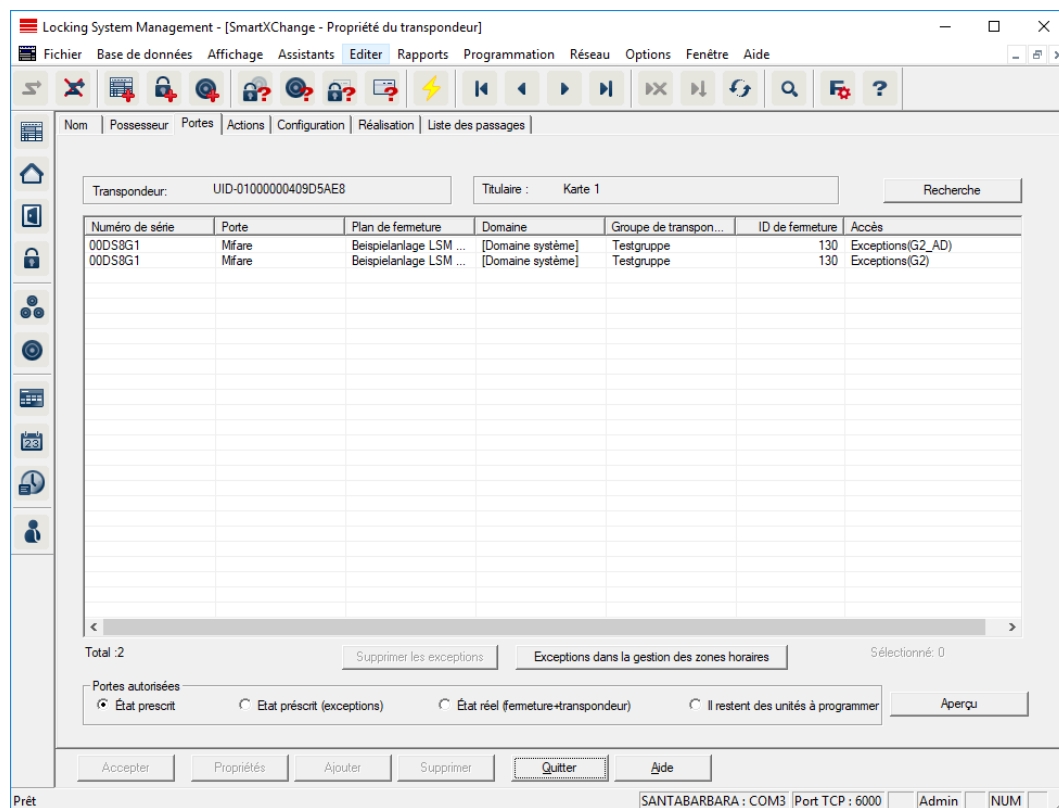 Locking System Management - [SmartXChange - Propriété du transpondeur]
Fichier Base de données Affichage Assistants Editer Rapports Programmation Réseau Options Fenêtre Aide
Nom Possesseur Portes Actions Configuration Réalisation Liste des passages
Transpondeur: UID-01000000409D5AE8 Titulaire : Karte 1 Recherche
Numéro de série Porte Plan de fermeture Domaine Groupe de transpon... ID de fermeture Accès
00DS8G1 Mifare Beispielanlage LSM ... [Domaine système] Testgruppe 130 Exceptions(G2_AD)
00DS8G1 Mifare Beispielanlage LSM ... [Domaine système] Testgruppe 130 Exceptions(G2)
Total :2 Supprimer les exceptions Exceptions dans la gestion des zones horaires Sélectionné: 0
Portes autorisées
État prescrit Etat préscrit (exceptions) État réel (fermeture+transpondeur) Il restent des unités à programmer Aperçu
Accepter Propriétés Ajouter Supprimer Quitter Aide
Prêt SANTABARBARA : COM3 Port TCP : 6000 Admin NUM